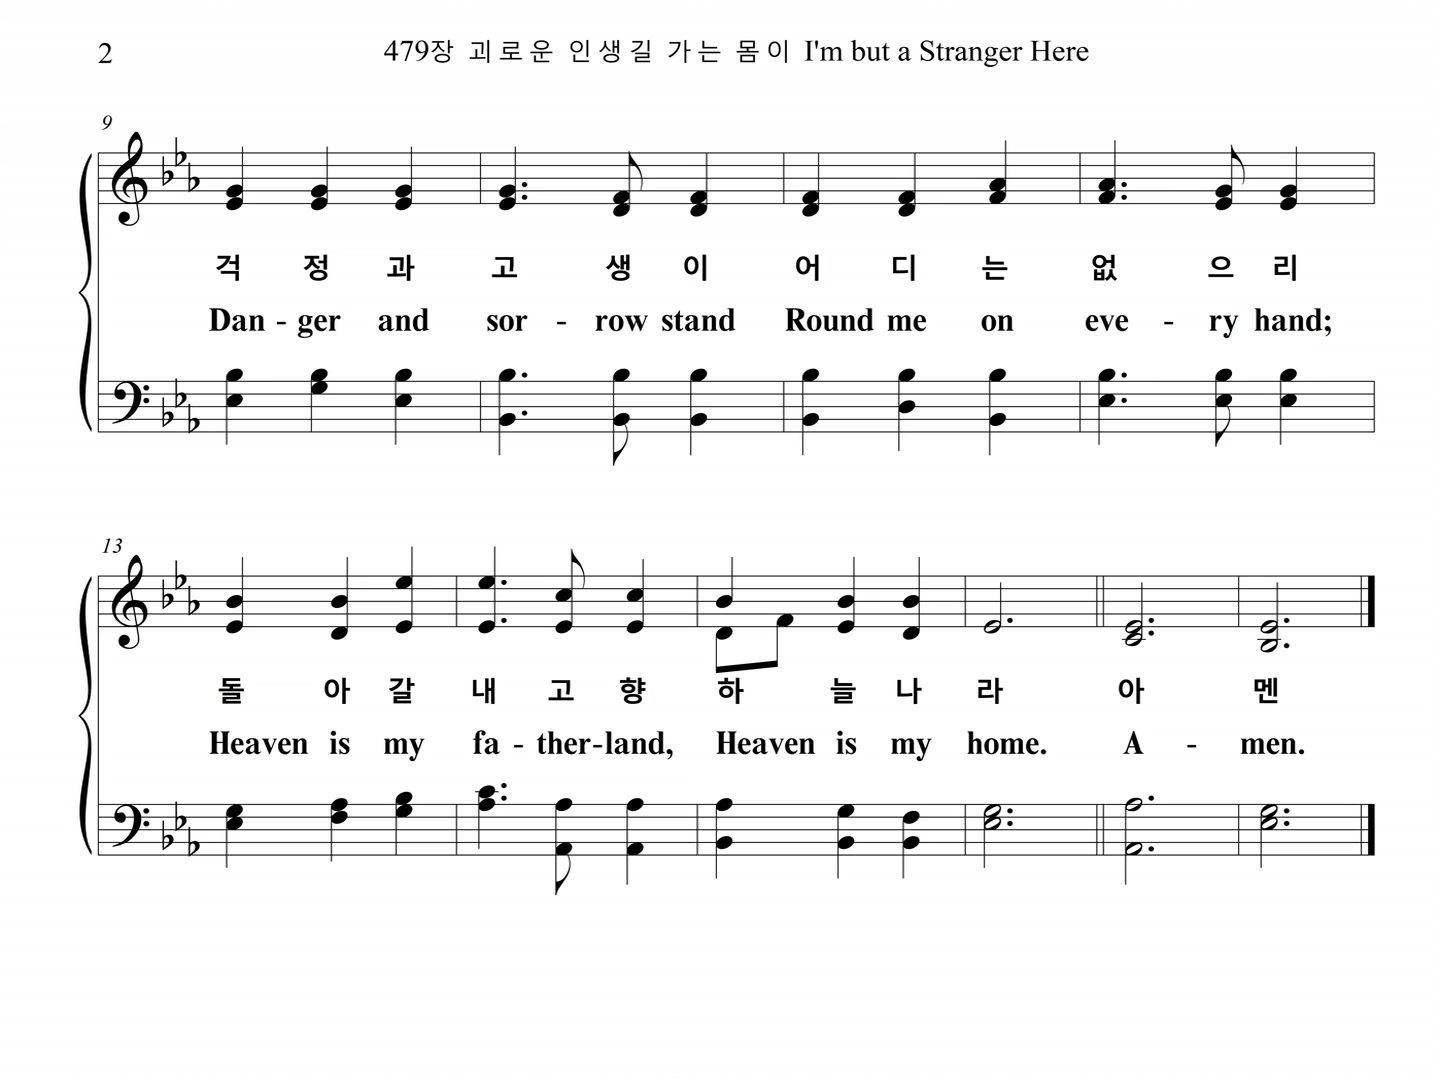 2
479장 괴로운 인생길 가는 몸이 I'm but a Stranger Here
9
걱 정 과 고 생 이 어 디 는 없 으 리
Dan - ger and sor - row stand Round me on eve - ry hand;
13
돌 아 갈 내 고 향 하 늘 나 라 아 멘
Heaven is my fa - ther-land, Heaven is my home. A - men.